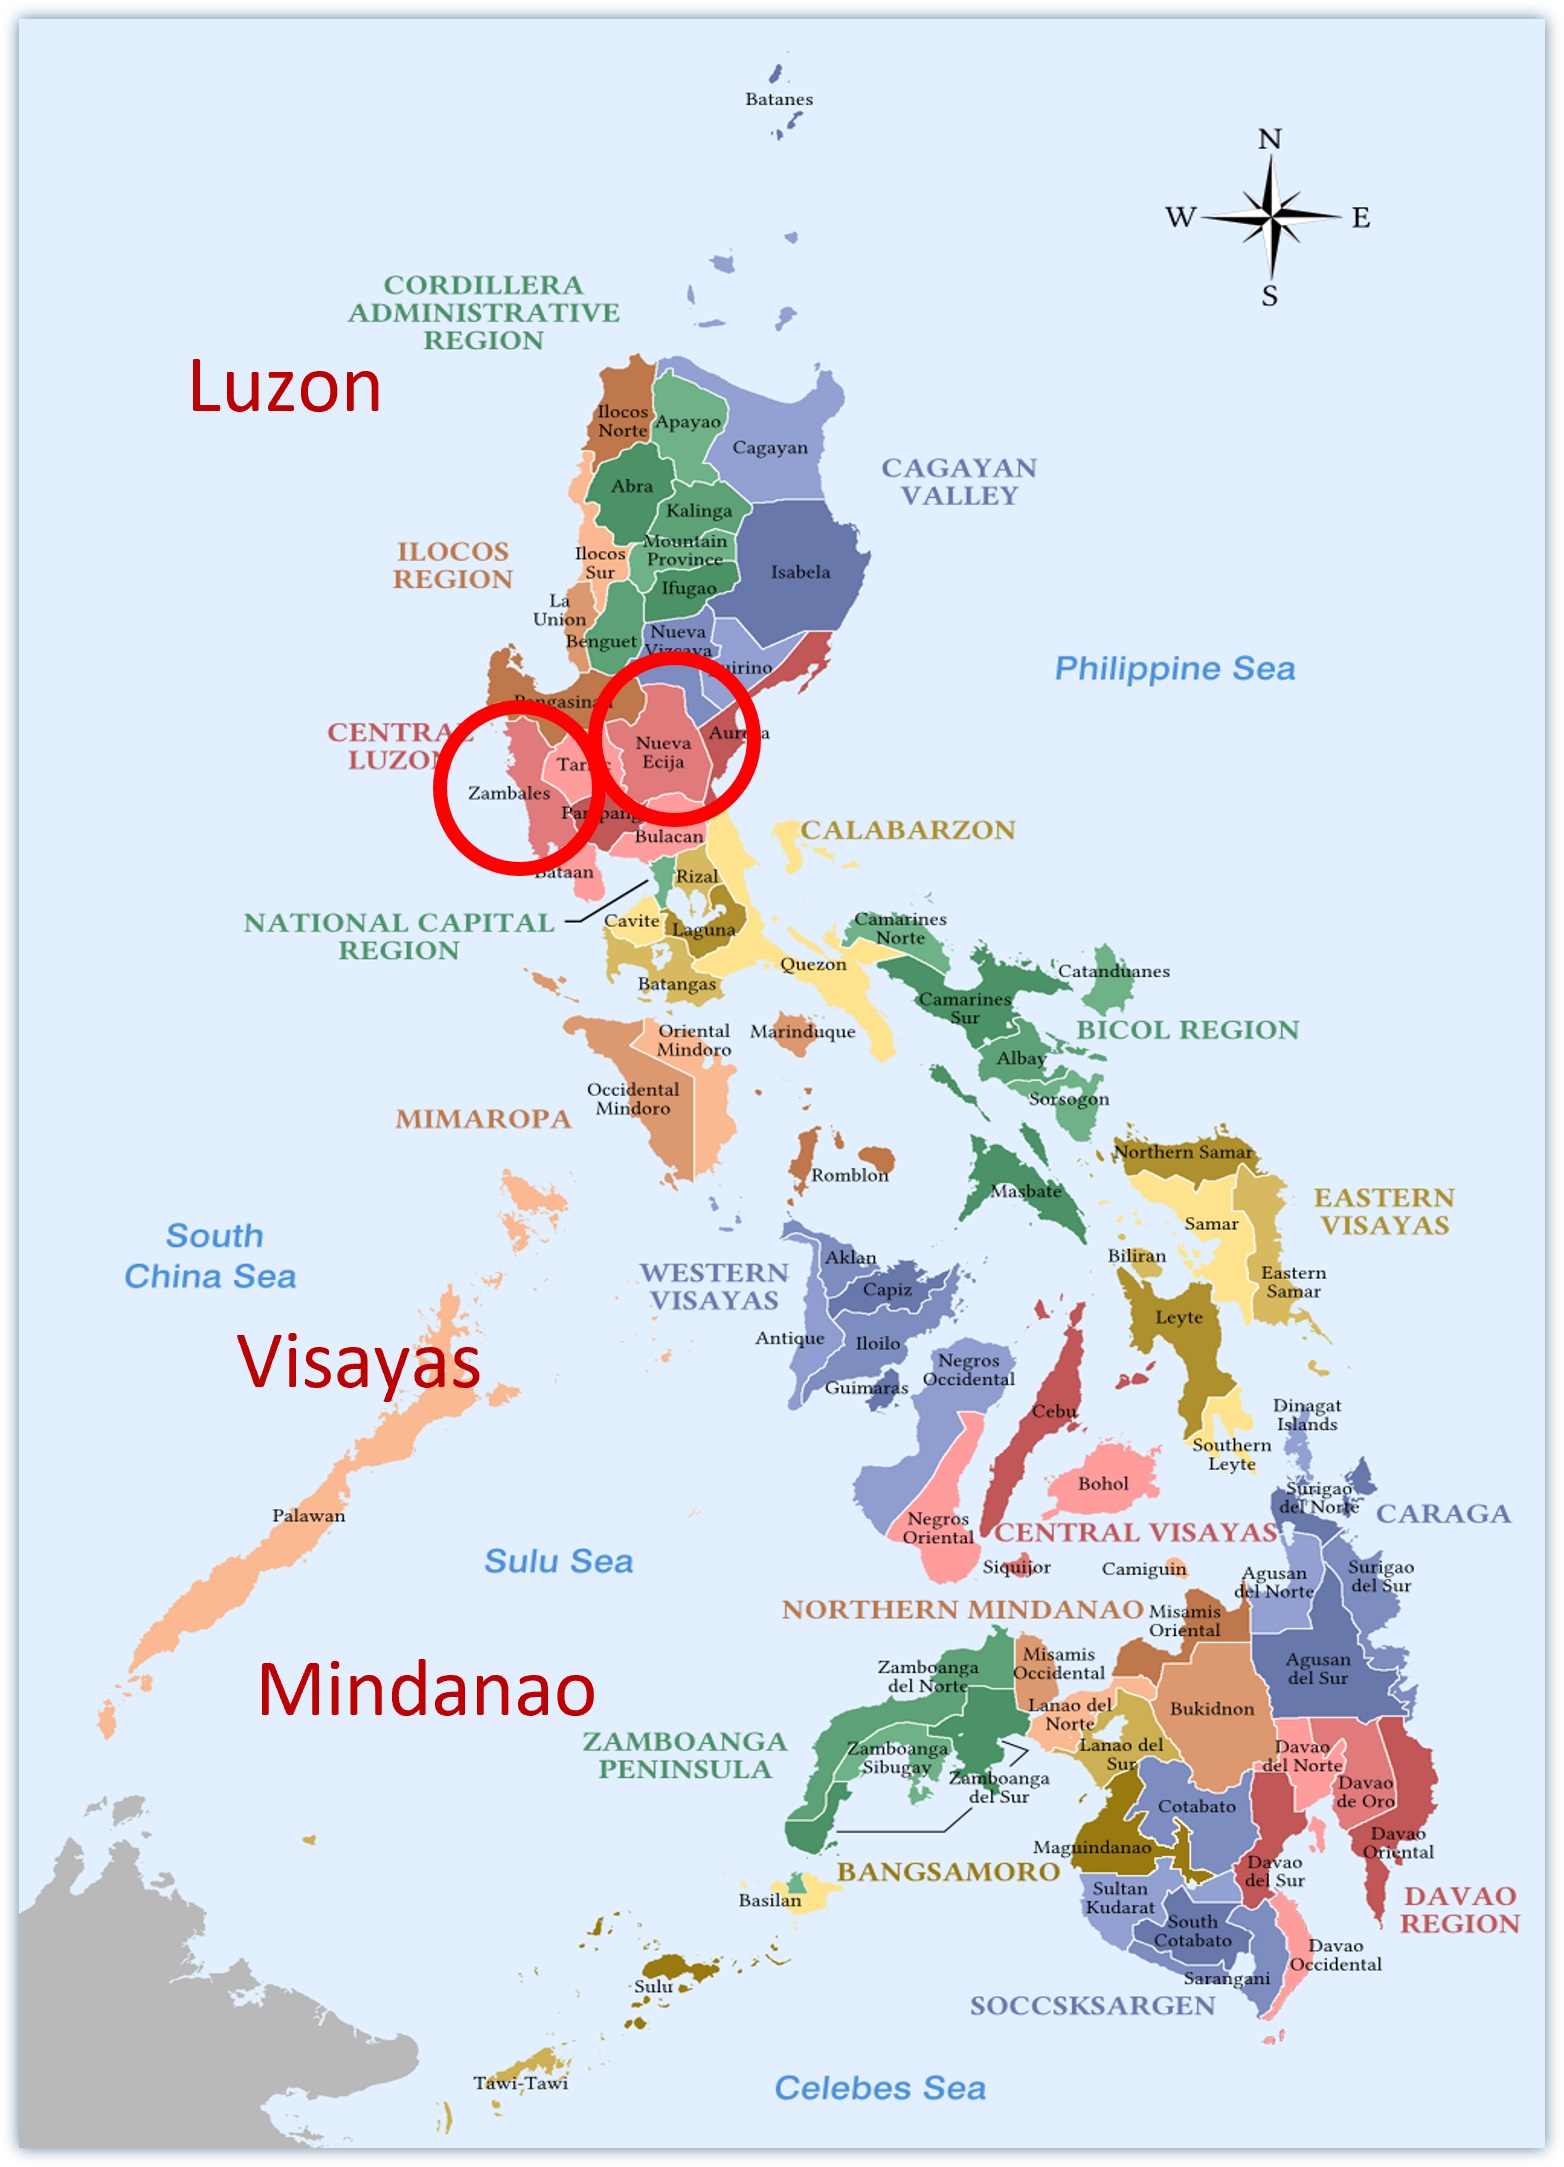 Batanes
N
W
E
S
CORDILLERA
ADMINISTRATIVE
REGION
Luzon
Ilocos
Norte
Apayao
Cagayan
CAGAYAN
VALLEY
Abra
Kalinga
ILOCOS
REGION
Ilocos
Sur
Mountain
Province
Isabela
Ifugao
La
Union
Benguet
Nueva
Vizcaya
Quirino
Philippine Sea
Pangasinan
CENTRAL
LUZON
Nueva
Ecija
Aurora
Tarlac
Zambales
Pampanga
Bulacan
CALABARZON
Bataan
Rizal
NATIONAL CAPITAL
REGION
Cavite
Laguna
Camarines
Norte
Quezon
Catanduanes
Batangas
Camarines
Sur
BICOL REGION
Oriental
Mindoro
Marinduque
Albay
Occidental
Mindoro
Sorsogon
MIMAROPA
Northern Samar
Romblon
Masbate
EASTERN
VISAYAS
Samar
South
China Sea
Biliran
Eastern
Samar
WESTERN
VISAYAS
Aklan
Capiz
Leyte
Antique
Iloilo
Visayas
Negros
Occidental
Guimaras
Cebu
Dinagat
Islands
Southern
Leyte
Bohol
Surigao
del Norte
CARAGA
Palawan
Negros
Oriental
CENTRAL VISAYAS
Sulu Sea
Siquijor
Camiguin
Agusan
del Norte
Surigao
del Sur
NORTHERN MINDANAO
Misamis
Oriental
Zamboanga
del Norte
Misamis
Occidental
Agusan
del Sur
Mindanao
Lanao del
Norte
Bukidnon
ZAMBOANGA
PENINSULA
Zamboanga
Sibugay
Lanao del
Sur
Davao
del Norte
Zamboanga
del Sur
Davao
de Oro
Cotabato
Maguindanao
Davao
Oriental
BANGSAMORO
Davao
del Sur
Basilan
Sultan
Kudarat
DAVAO
REGION
South
Cotabato
Davao
Occidental
Sulu
Sarangani
SOCCSKSARGEN
Tawi-Tawi
Celebes Sea